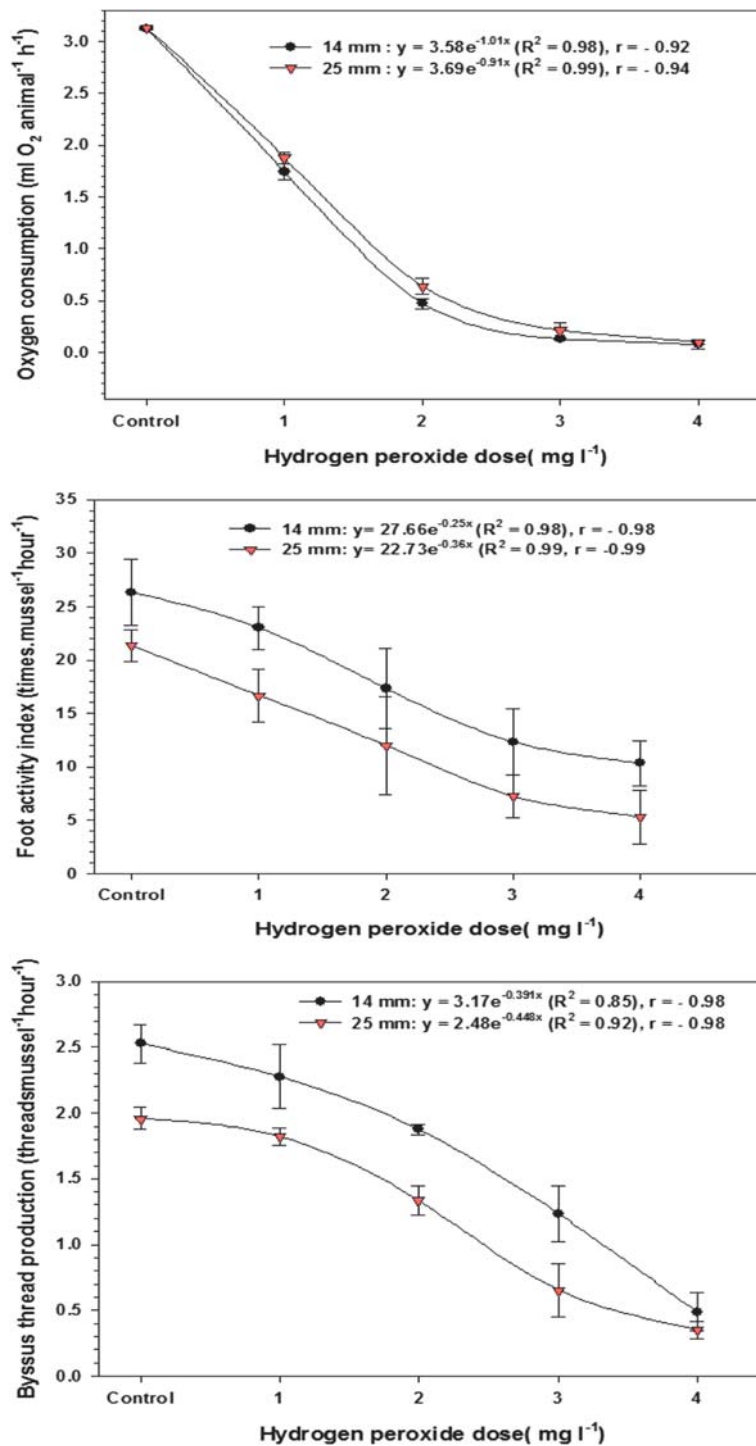 14 mm : y = 3.58e⁻¹·⁰¹ˣ (R² = 0.98), r = - 0.92
25 mm : y = 3.69e⁻⁰·⁹¹ˣ (R² = 0.99), r = - 0.94
Oxygen consumption (ml O₂ animal⁻¹ h⁻¹)
3.0
2.5
2.0
1.5
1.0
0.5
0.0
Control 1 2 3 4
Hydrogen peroxide dose( mg l⁻¹)
14 mm: y= 27.66e⁻⁰·²⁵ˣ (R² = 0.98), r = - 0.98
25 mm: y= 22.73e⁻⁰·³⁶ˣ (R² = 0.99, r = -0.99
Foot activity index (times.mussel⁻¹hour⁻¹)
35
30
25
20
15
10
5
0
Control 1 2 3 4
Hydrogen peroxide dose( mg l⁻¹)
14 mm: y = 3.17e⁻⁰·³⁹¹ˣ (R² = 0.85), r = - 0.98
25 mm: y = 2.48e⁻⁰·⁴⁴⁸ˣ (R² = 0.92), r = - 0.98
Byssus thread production (threadsmussel⁻¹hour⁻¹)
3.0
2.5
2.0
1.5
1.0
0.5
0.0
Control 1 2 3 4
Hydrogen peroxide dose( mg l⁻¹)